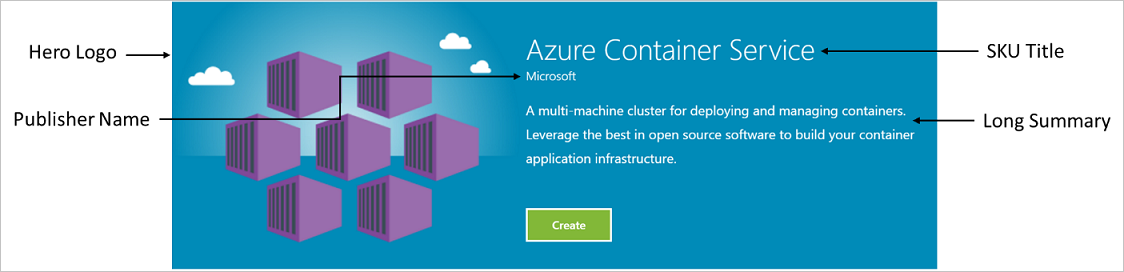 Hero Logo
Publisher Name
Azure Container Service
Microsoft
A multi-machine cluster for deploying and managing containers.
Leverage the best in open source software to build your container
application infrastructure.
Create
SKU Title
Long Summary